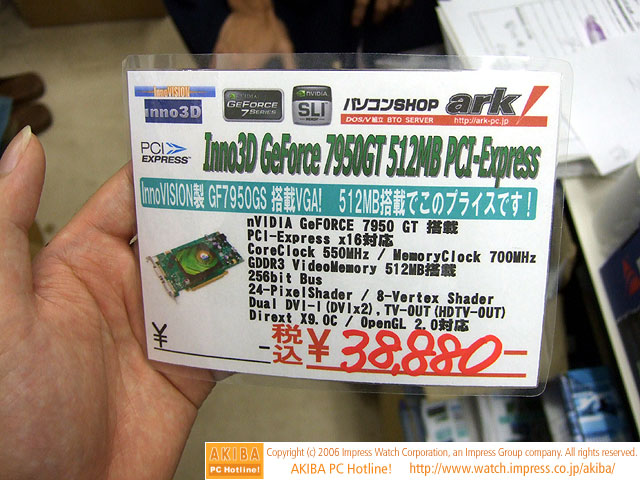 InnoVISION
inno3D
NVIDIA
GEFORCE
7 SERIES
NVIDIA
SLI
パソコンSHOP ark!
DOS/V組立 BTO SERVER http://ark-pc.jp
PCI
EXPRESS
Inno3D GeForce 7950GT 512MB PCI-Express
InnoVISION製 GF7950GS 搭載VGA! 512MB搭載でこのプライスです!
nVIDIA GeFORCE 7950 GT 搭載
PCI-Express x16対応
CoreClock 550MHz / MemoryClock 700MHz
GDDR3 VideoMemory 512MB搭載
256bit Bus
24-PixelShader / 8-Vertex Shader
Dual DVI-I(DVIx2),TV-OUT(HDTV-OUT)
Dirext X9.0C / OpenGL 2.0対応
¥ -
税込 ¥38,880-
AKIBA
PC Hotline!
Copyright (c) 2006 Impress Watch Corporation, an Impress Group company. All rights reserved.
AKIBA PC Hotline! http://www.watch.impress.co.jp/akiba/